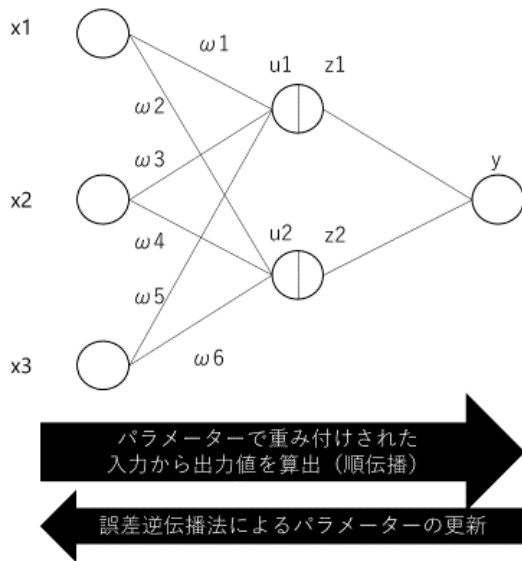 x1
ω1
u1 z1
ω2
ω3
y
x2
ω4
u2 z2
ω5
ω6
x3
パラメーターで重み付けされた
入力から出力値を算出（順伝播）
誤差逆伝播法によるパラメーターの更新